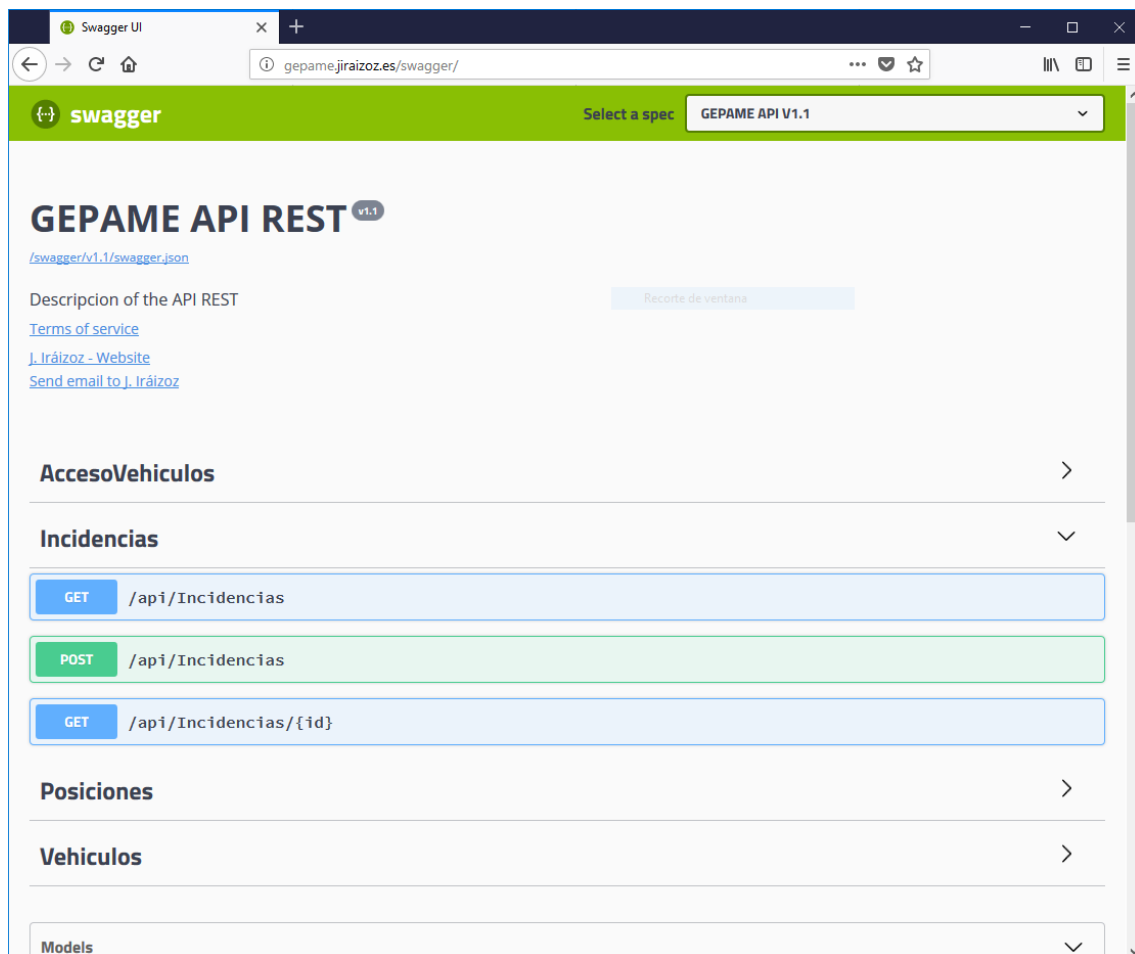 Swagger UI
gepame.jiraizoz.es/swagger/
swagger Select a spec GEPAME API V1.1
GEPAME API REST v1.1
/swagger/v1.1/swagger.json
Descripcion of the API REST
Recorte de ventana
Terms of service
J. Iráizoz - Website
Send email to J. Iráizoz
AccesoVehiculos
Incidencias
GET /api/Incidencias
POST /api/Incidencias
GET /api/Incidencias/{id}
Posiciones
Vehiculos
Models